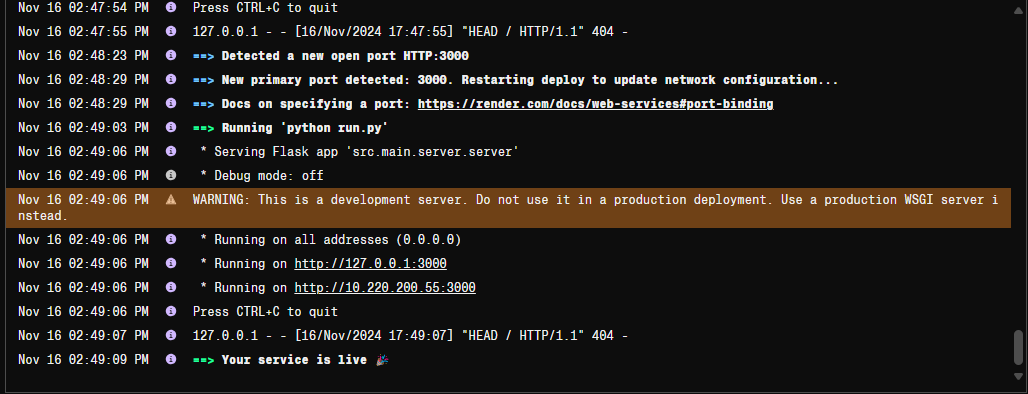 Nov 16 02:47:54 PM Press CTRL+C to quit
Nov 16 02:47:55 PM 127.0.0.1 - - [16/Nov/2024 17:47:55] "HEAD / HTTP/1.1" 404 -
Nov 16 02:48:23 PM ==> Detected a new open port HTTP:3000
Nov 16 02:48:29 PM ==> New primary port detected: 3000. Restarting deploy to update network configuration...
Nov 16 02:48:29 PM ==> Docs on specifying a port: https://render.com/docs/web-services#port-binding
Nov 16 02:49:03 PM ==> Running 'python run.py'
Nov 16 02:49:06 PM * Serving Flask app 'src.main.server.server'
Nov 16 02:49:06 PM * Debug mode: off
Nov 16 02:49:06 PM WARNING: This is a development server. Do not use it in a production deployment. Use a production WSGI server i
nstead.
Nov 16 02:49:06 PM * Running on all addresses (0.0.0.0)
Nov 16 02:49:06 PM * Running on http://127.0.0.1:3000
Nov 16 02:49:06 PM * Running on http://10.220.200.55:3000
Nov 16 02:49:06 PM Press CTRL+C to quit
Nov 16 02:49:07 PM 127.0.0.1 - - [16/Nov/2024 17:49:07] "HEAD / HTTP/1.1" 404 -
Nov 16 02:49:09 PM ==> Your service is live 🎉